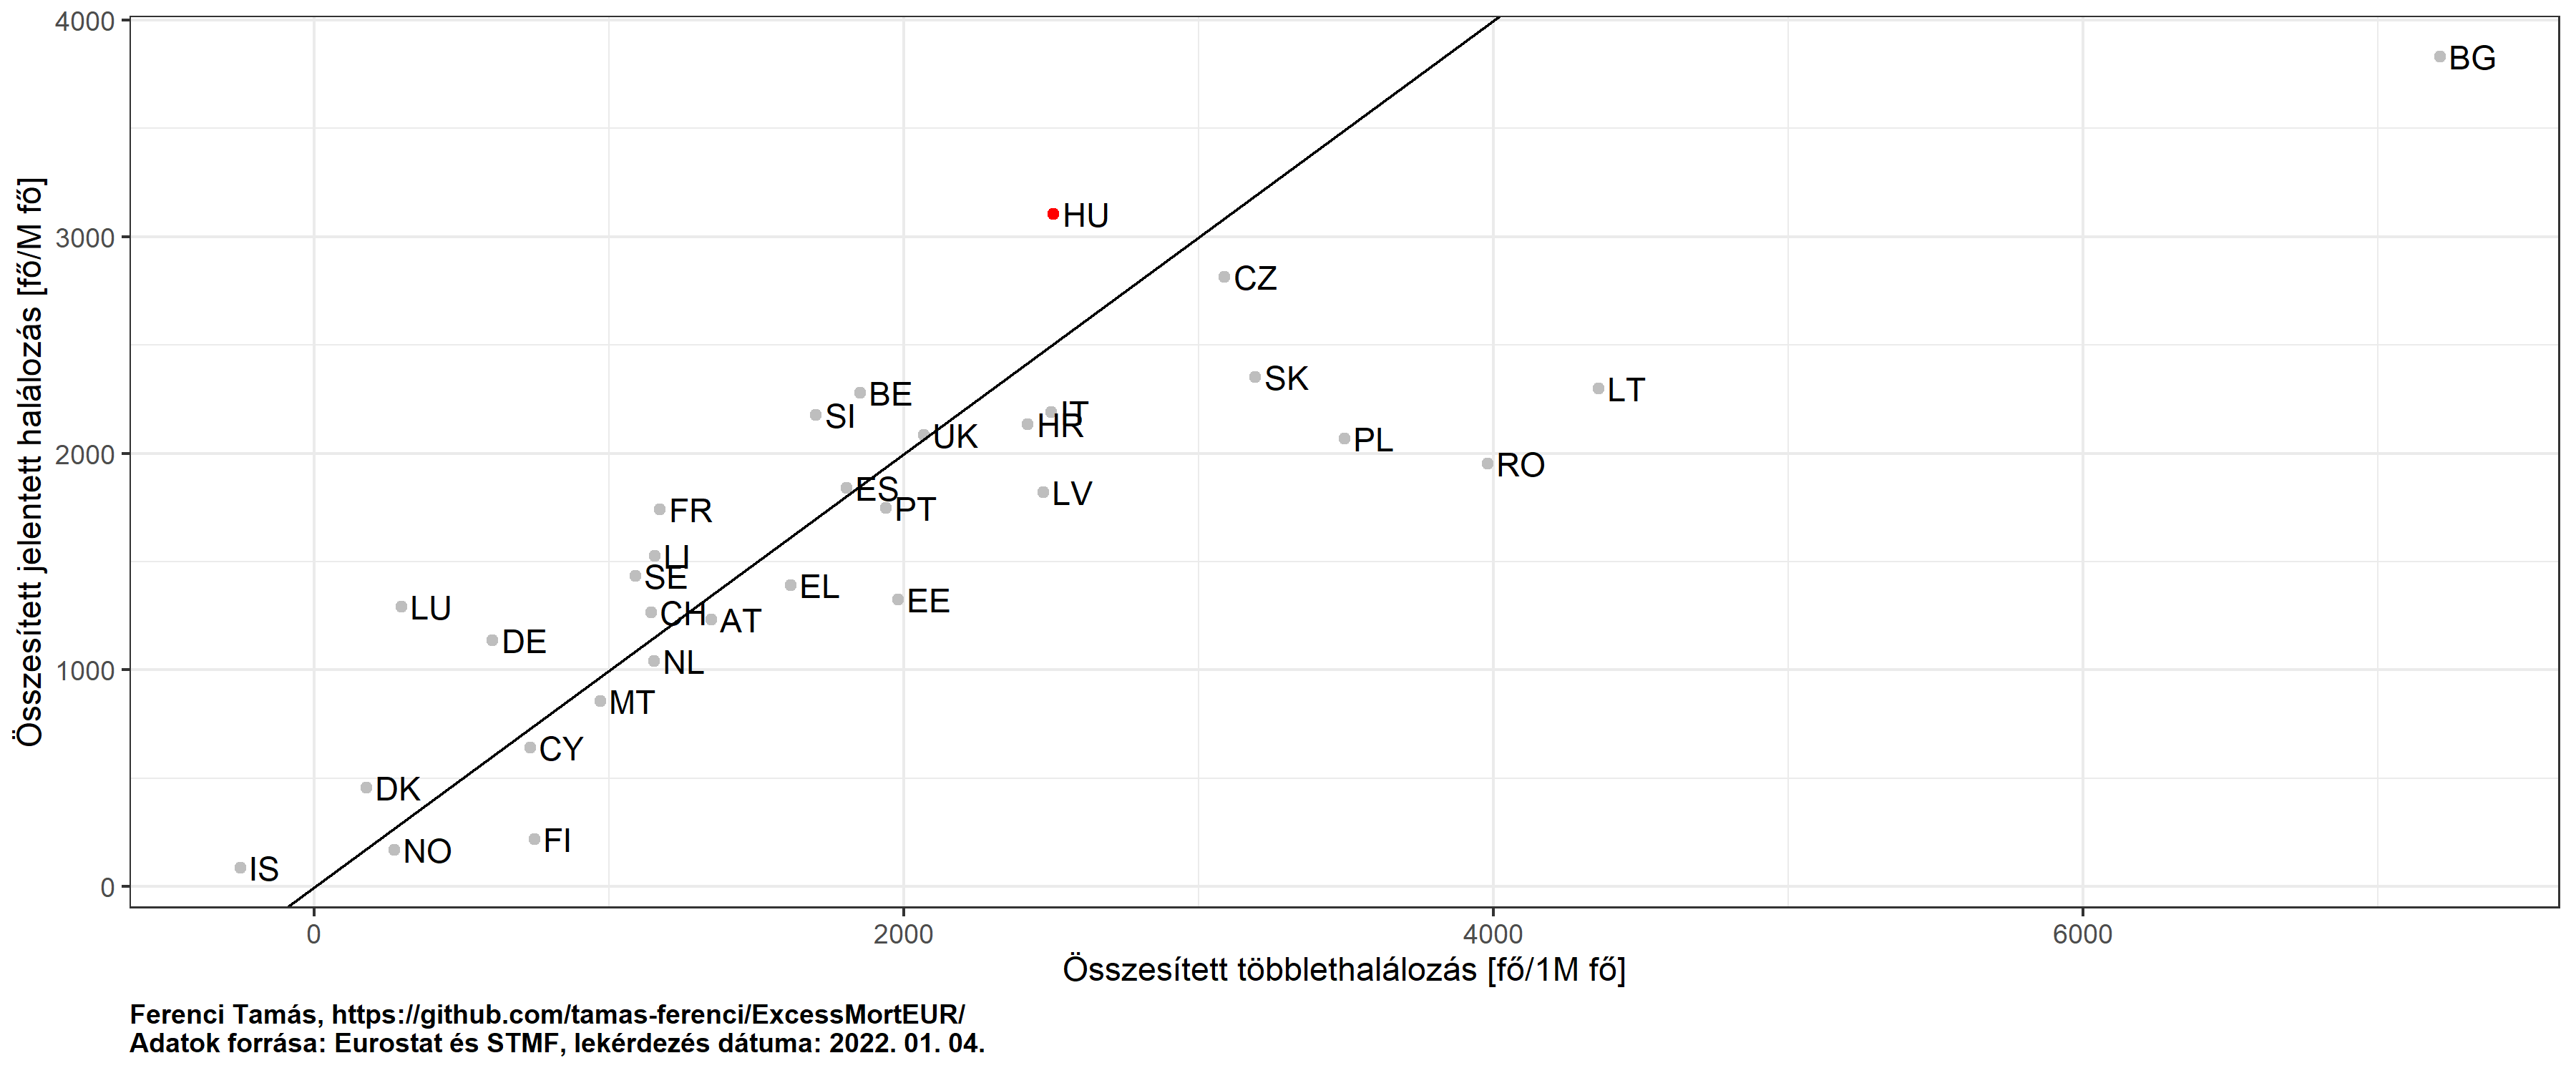 4000
3000
2000
1000
0
Összesített jelentett halálozás [fő/M fő]
BG
HU
CZ
SK
LT
BE
SI
IT
HR
UK
PL
RO
ES
LV
PT
FR
LI
SE
EL
EE
LU
CH
AT
DE
NL
MT
CY
DK
FI
NO
IS
0
2000
4000
6000
Összesített többlethalálozás [fő/1M fő]
Ferenci Tamás, https://github.com/tamas-ferenci/ExcessMortEUR/
Adatok forrása: Eurostat és STMF, lekérdezés dátuma: 2022. 01. 04.